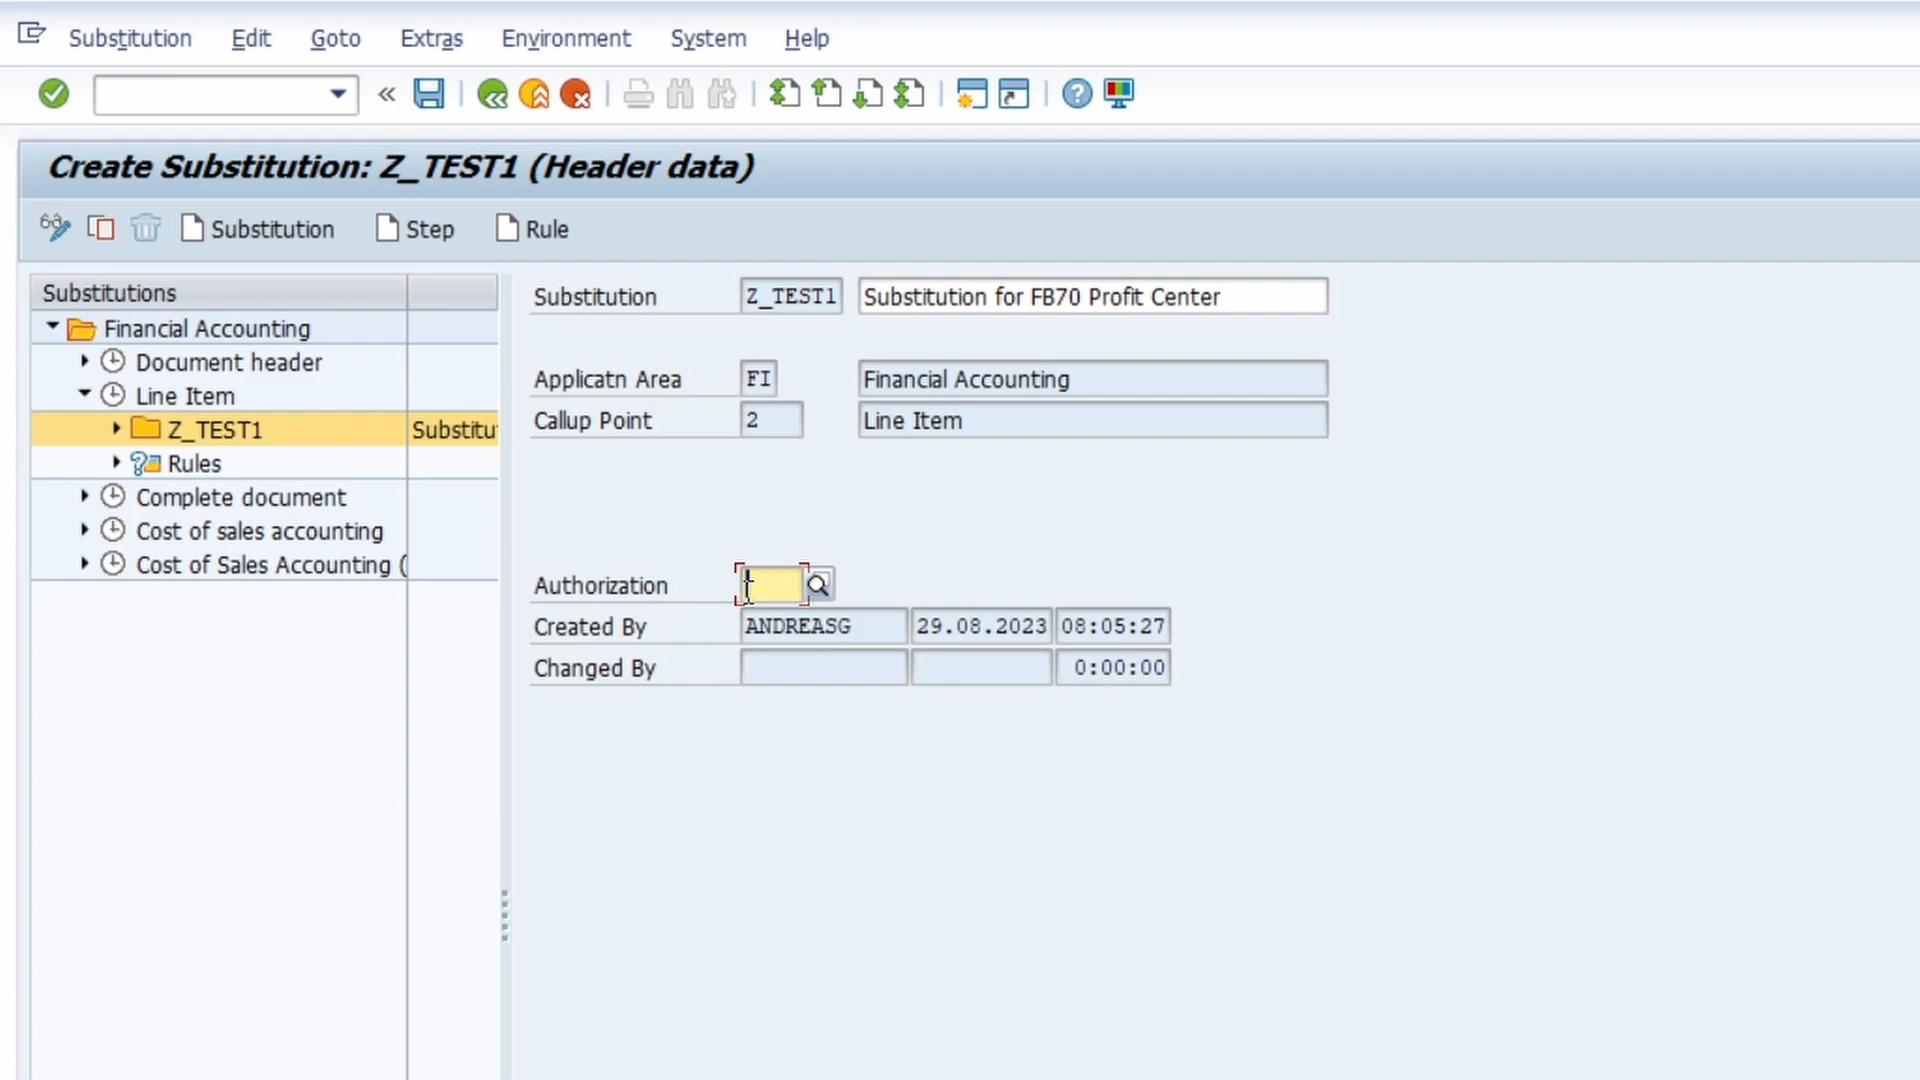 Substitution Edit Goto Extras Environment System Help
Create Substitution: Z_TEST1 (Header data)
Substitution Step Rule
Substitutions
Financial Accounting
Document header
Line Item
Z_TEST1 Substitu
Rules
Complete document
Cost of sales accounting
Cost of Sales Accounting (
Substitution Z_TEST1 Substitution for FB70 Profit Center
Applicatn Area FI Financial Accounting
Callup Point 2 Line Item
Authorization
Created By ANDREASG 29.08.2023 08:05:27
Changed By 0:00:00